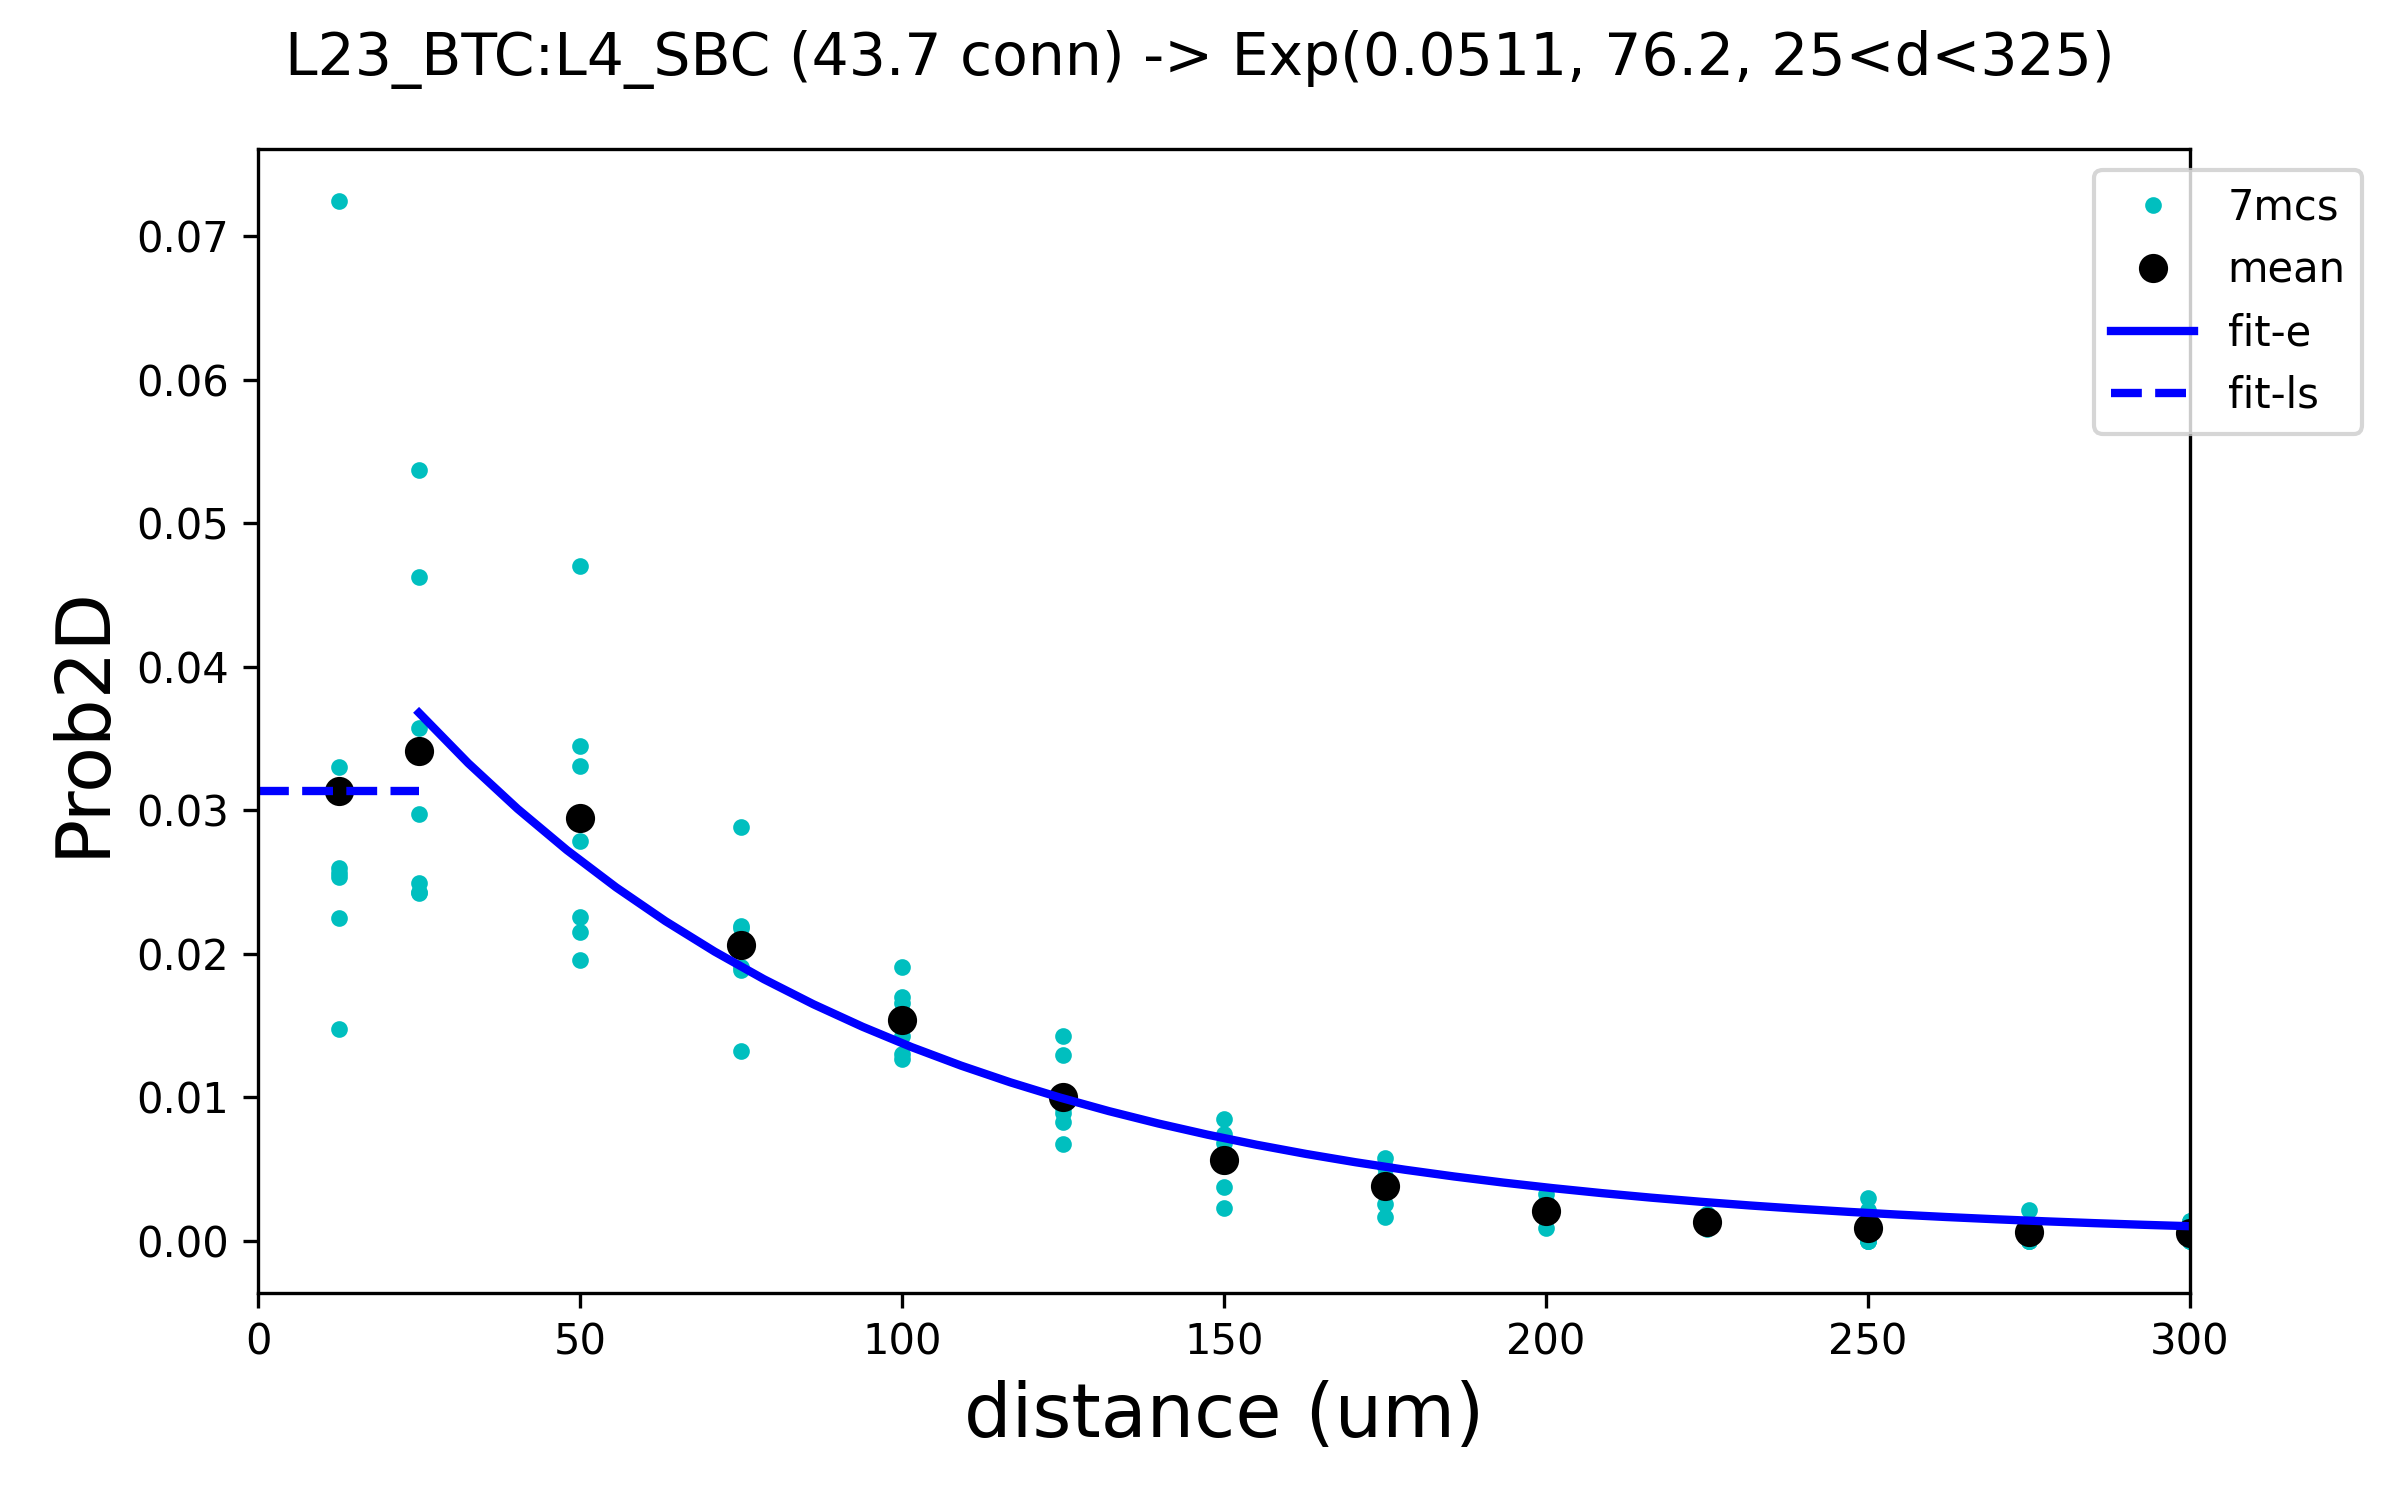 L23_BTC:L4_SBC (43.7 conn) -> Exp(0.0511, 76.2, 25<d<325)
7mcs
mean
fit-e
fit-ls
Prob2D
0.07
0.06
0.05
0.04
0.03
0.02
0.01
0.00
0 50 100 150 200 250 300
distance (um)